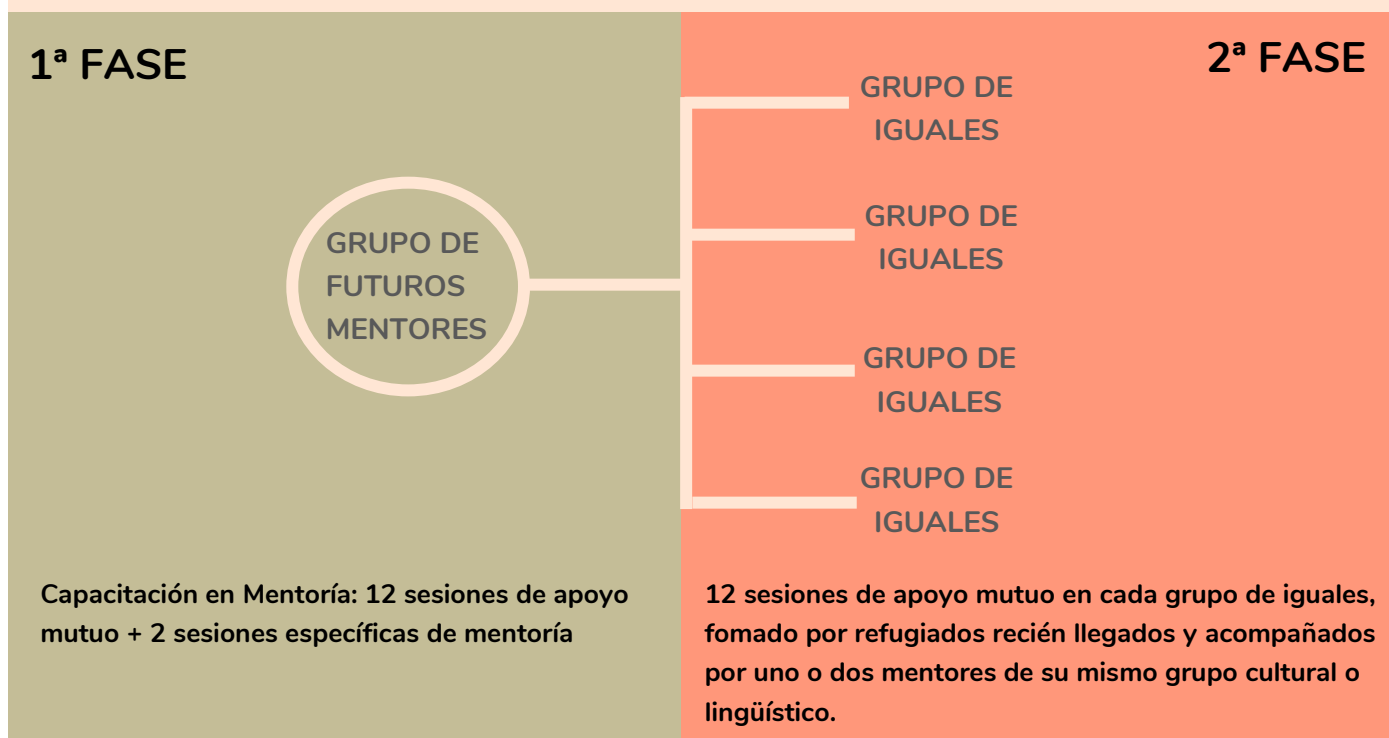 1ª FASE
GRUPO DE
FUTUROS
MENTORES
Capacitación en Mentoría: 12 sesiones de apoyo
mutuo + 2 sesiones específicas de mentoría
2ª FASE
GRUPO DE
IGUALES
GRUPO DE
IGUALES
GRUPO DE
IGUALES
GRUPO DE
IGUALES
12 sesiones de apoyo mutuo en cada grupo de iguales,
fomado por refugiados recién llegados y acompañados
por uno o dos mentores de su mismo grupo cultural o
lingüístico.